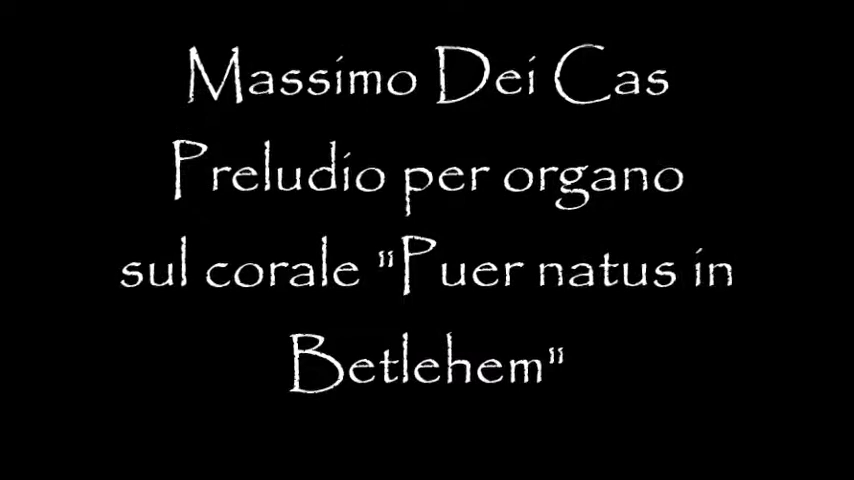 Massimo Dei Cas
Preludio per organo
sul corale "Puer natus in
Betlehem"